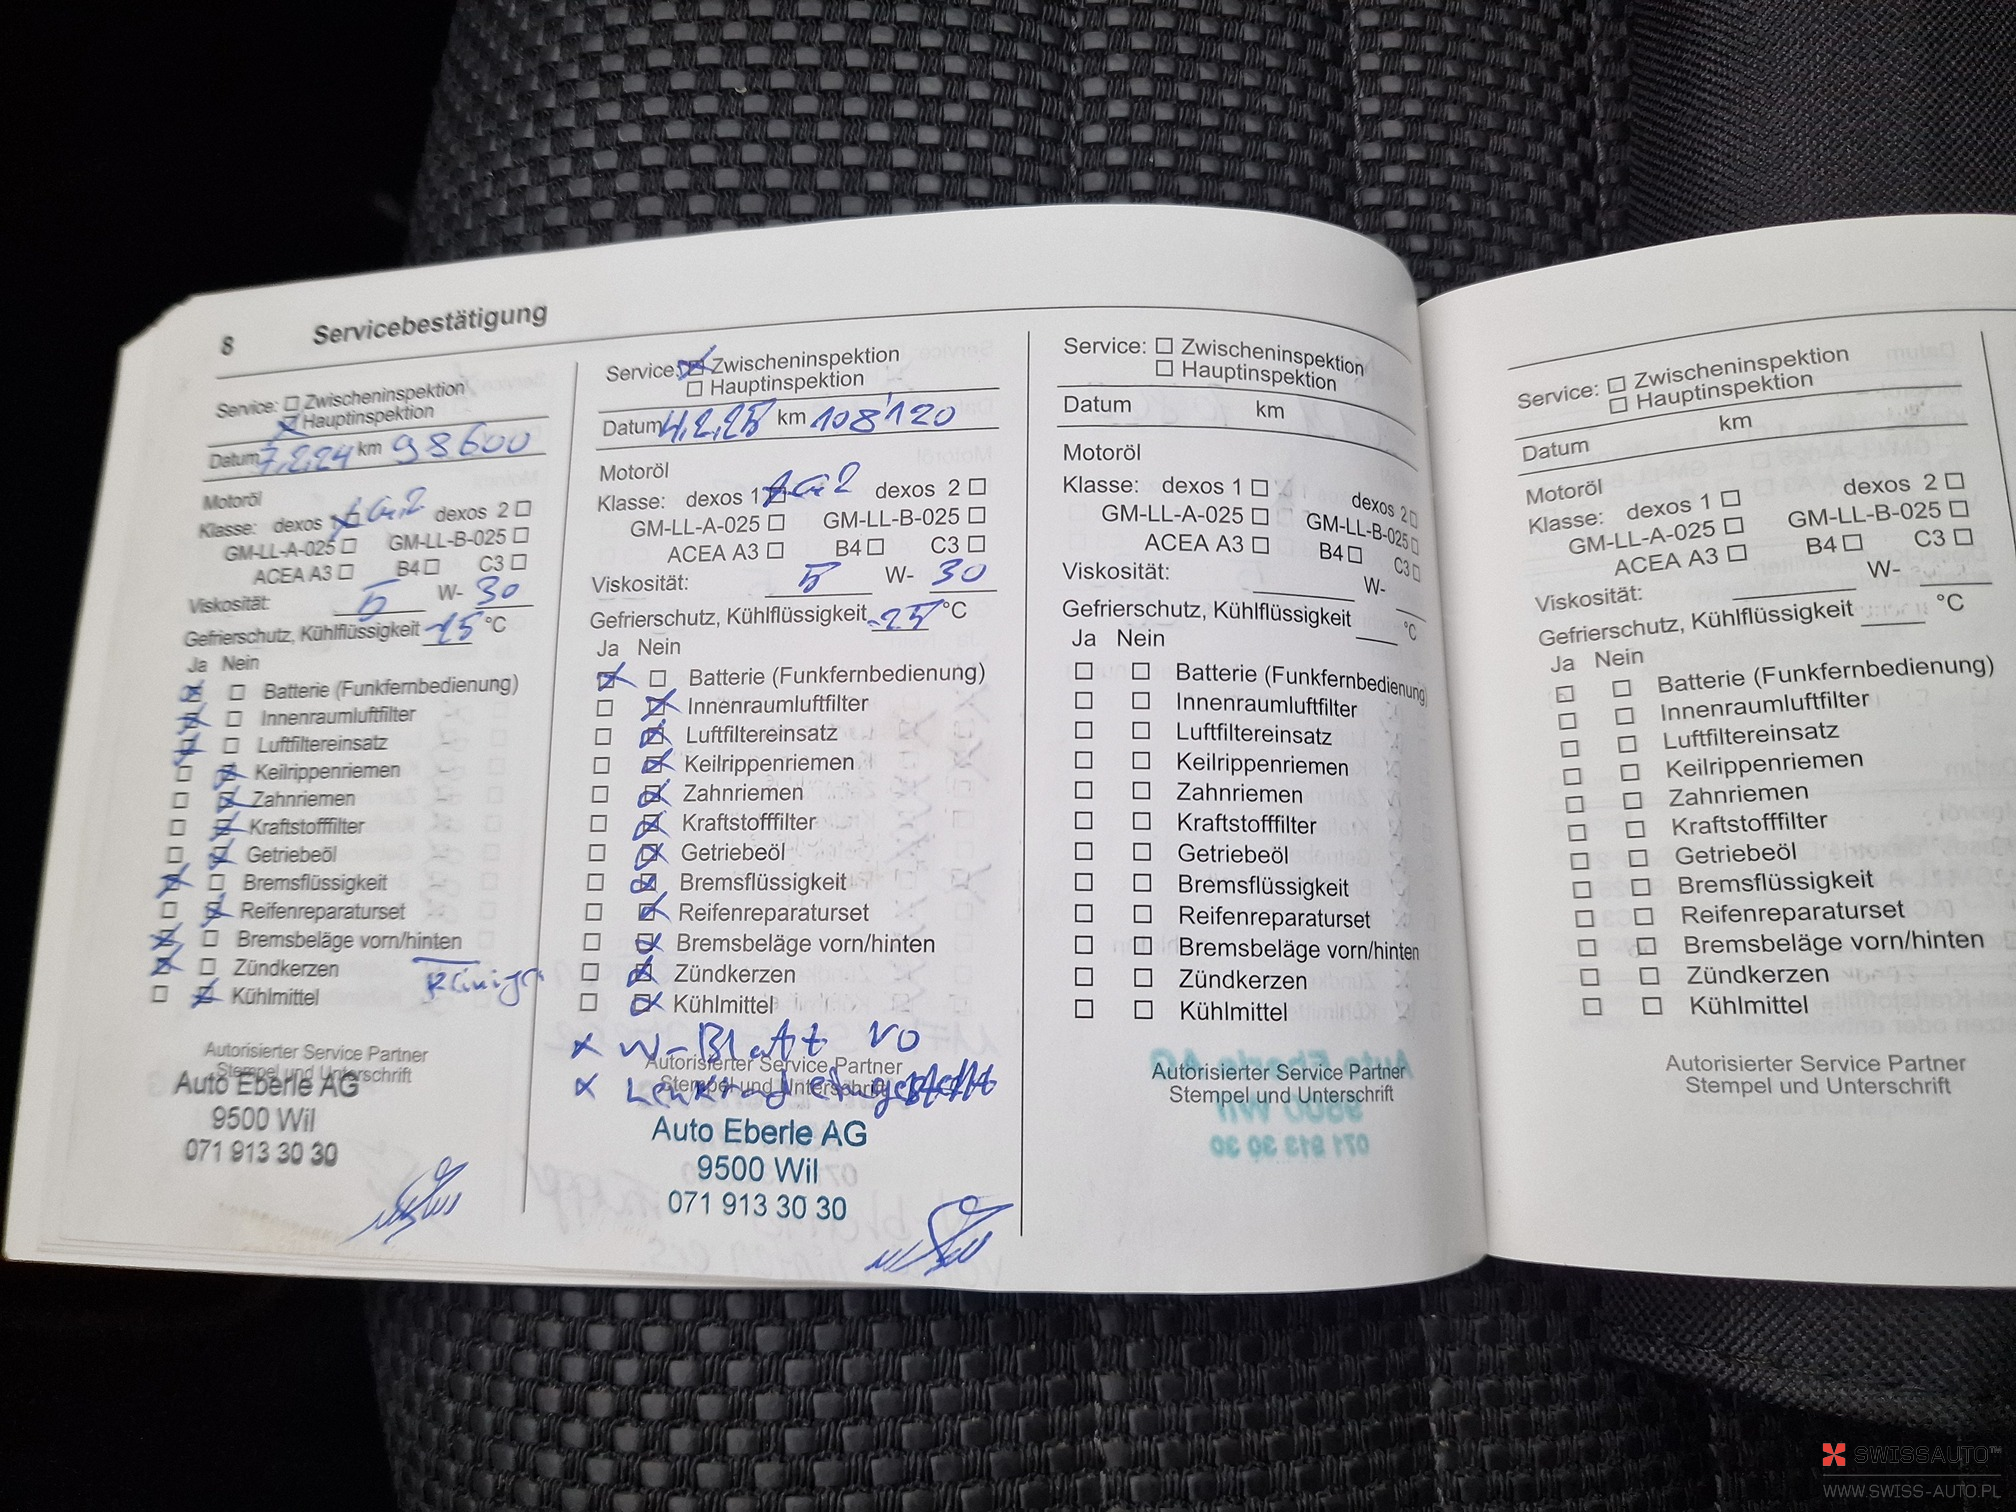 8 Servicebestätigung
Service: Zwischeninspektion
Hauptinspektion
Datum 7.2.24 km 98600
Motoröl
Klasse: dexos 1 dexos 2
GM-LL-A-025 GM-LL-B-025
ACEA A3 B4 C3
Viskosität: 5 W- 30
Gefrierschutz, Kühlflüssigkeit °C
Ja Nein
Batterie (Funkfernbedienung)
Innenraumluftfilter
Luftfiltereinsatz
Keilrippenriemen
Zahnriemen
Kraftstofffilter
Getriebeöl
Bremsflüssigkeit
Reifenreparaturset
Bremsbeläge vorn/hinten
Zündkerzen
Kühlmittel
Autorisierter Service Partner
Stempel und Unterschrift
Auto Eberle AG
9500 Wil
071 913 30 30
Service: Zwischeninspektion
Hauptinspektion
Datum 4.2.25 km 108'120
Motoröl
Klasse: dexos 1 dexos 2
GM-LL-A-025 GM-LL-B-025
ACEA A3 B4 C3
Viskosität: 5 W- 30
Gefrierschutz, Kühlflüssigkeit -25 °C
Ja Nein
Batterie (Funkfernbedienung)
Innenraumluftfilter
Luftfiltereinsatz
Keilrippenriemen
Zahnriemen
Kraftstofffilter
Getriebeöl
Bremsflüssigkeit
Reifenreparaturset
Bremsbeläge vorn/hinten
Zündkerzen
Kühlmittel
x W-Blatt VO
Autorisierter Service Partner
x Lenkrad eingestellt
Stempel und Unterschrift
Auto Eberle AG
9500 Wil
071 913 30 30
Service: Zwischeninspektion
Hauptinspektion
Datum km
Motoröl
Klasse: dexos 1 dexos 2
GM-LL-A-025 GM-LL-B-025
ACEA A3 B4 C3
Viskosität: W-
Gefrierschutz, Kühlflüssigkeit °C
Ja Nein
Batterie (Funkfernbedienung)
Innenraumluftfilter
Luftfiltereinsatz
Keilrippenriemen
Zahnriemen
Kraftstofffilter
Getriebeöl
Bremsflüssigkeit
Reifenreparaturset
Bremsbeläge vorn/hinten
Zündkerzen
Kühlmittel
Autorisierter Service Partner
Stempel und Unterschrift
Service: Zwischeninspektion
Hauptinspektion
Datum km
Motoröl
Klasse: dexos 1 dexos 2
GM-LL-A-025 GM-LL-B-025
ACEA A3 B4 C3
Viskosität: W-
Gefrierschutz, Kühlflüssigkeit °C
Ja Nein
Batterie (Funkfernbedienung)
Innenraumluftfilter
Luftfiltereinsatz
Keilrippenriemen
Zahnriemen
Kraftstofffilter
Getriebeöl
Bremsflüssigkeit
Reifenreparaturset
Bremsbeläge vorn/hinten
Zündkerzen
Kühlmittel
Autorisierter Service Partner
Stempel und Unterschrift
SWISSAUTO™
WWW.SWISS-AUTO.PL